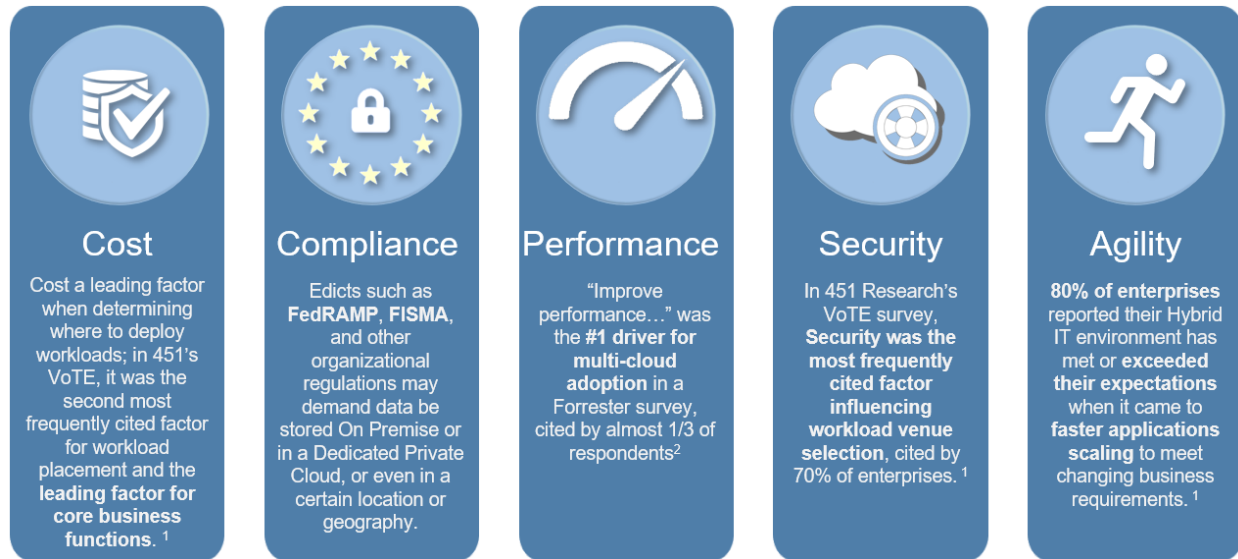 Cost
Cost a leading factor
when determining
where to deploy
workloads; in 451's
VoTE, it was the
second most
frequently cited factor
for workload
placement and the
leading factor for
core business
functions. 1
Compliance
Edicts such as
FedRAMP, FISMA,
and other
organizational
regulations may
demand data be
stored On Premise or
in a Dedicated Private
Cloud, or even in a
certain location or
geography.
Performance
“Improve
performance…” was
the #1 driver for
multi-cloud
adoption in a
Forrester survey,
cited by almost 1/3 of
respondents2
Security
In 451 Research's
VoTE survey,
Security was the
most frequently
cited factor
influencing
workload venue
selection, cited by
70% of enterprises. 1
Agility
80% of enterprises
reported their Hybrid
IT environment has
met or exceeded
their expectations
when it came to
faster applications
scaling to meet
changing business
requirements. 1